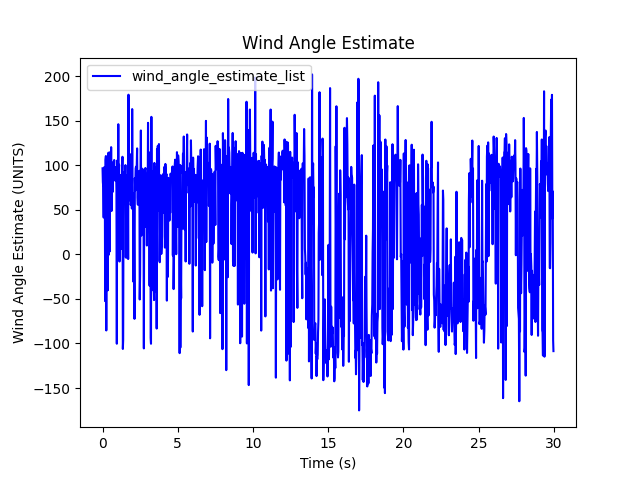 Wind Angle Estimate
wind_angle_estimate_list
200
150
100
50
0
−50
−100
−150
Wind Angle Estimate (UNITS)
0 5 10 15 20 25 30
Time (s)